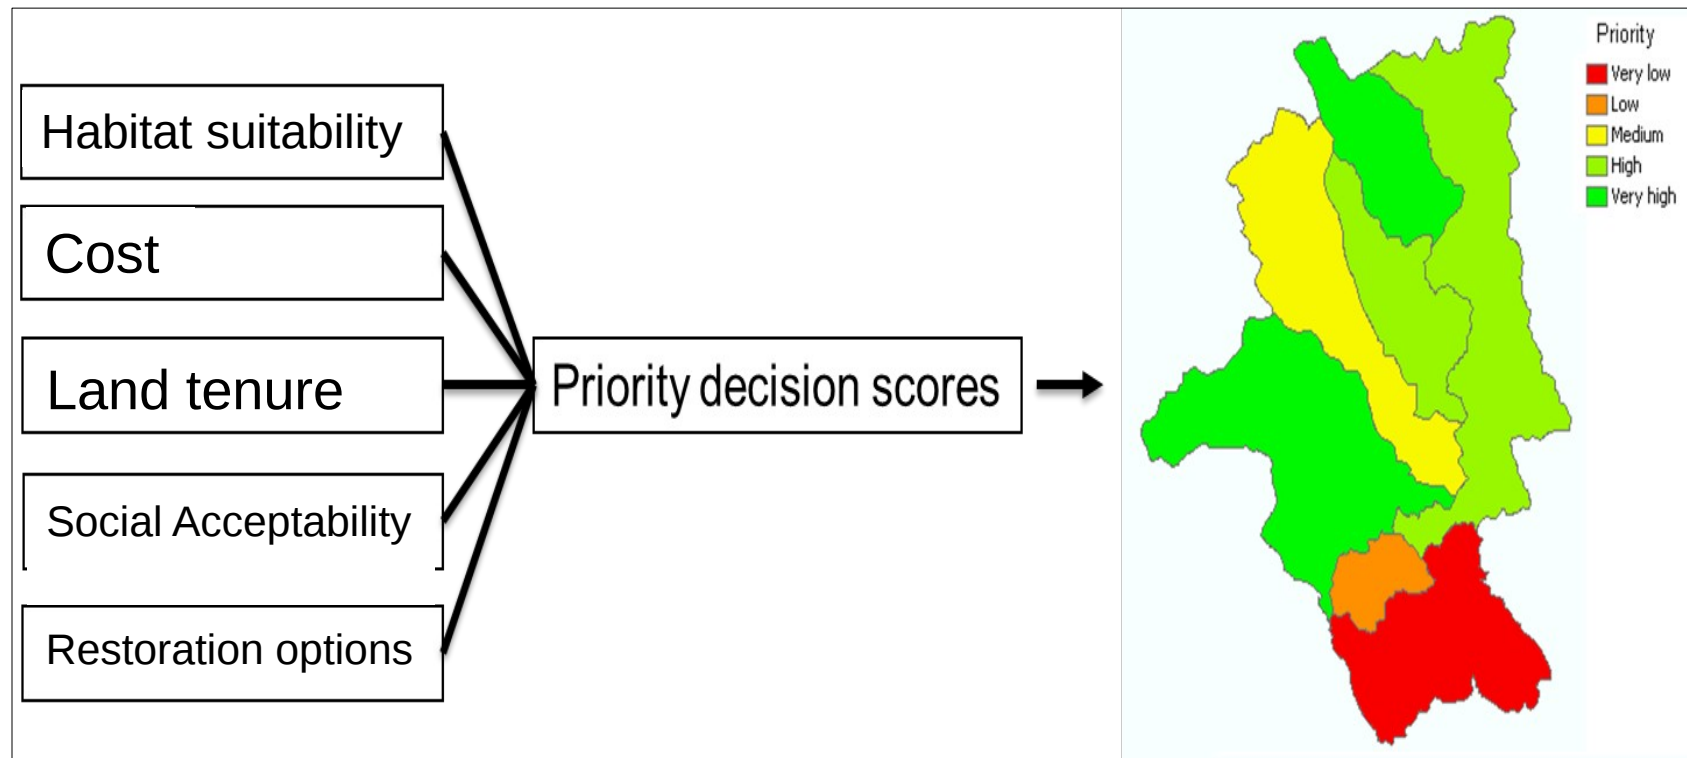 Habitat suitability
Cost
Land tenure
Social Acceptability
Restoration options
Priority decision scores
Priority
Very low
Low
Medium
High
Very high